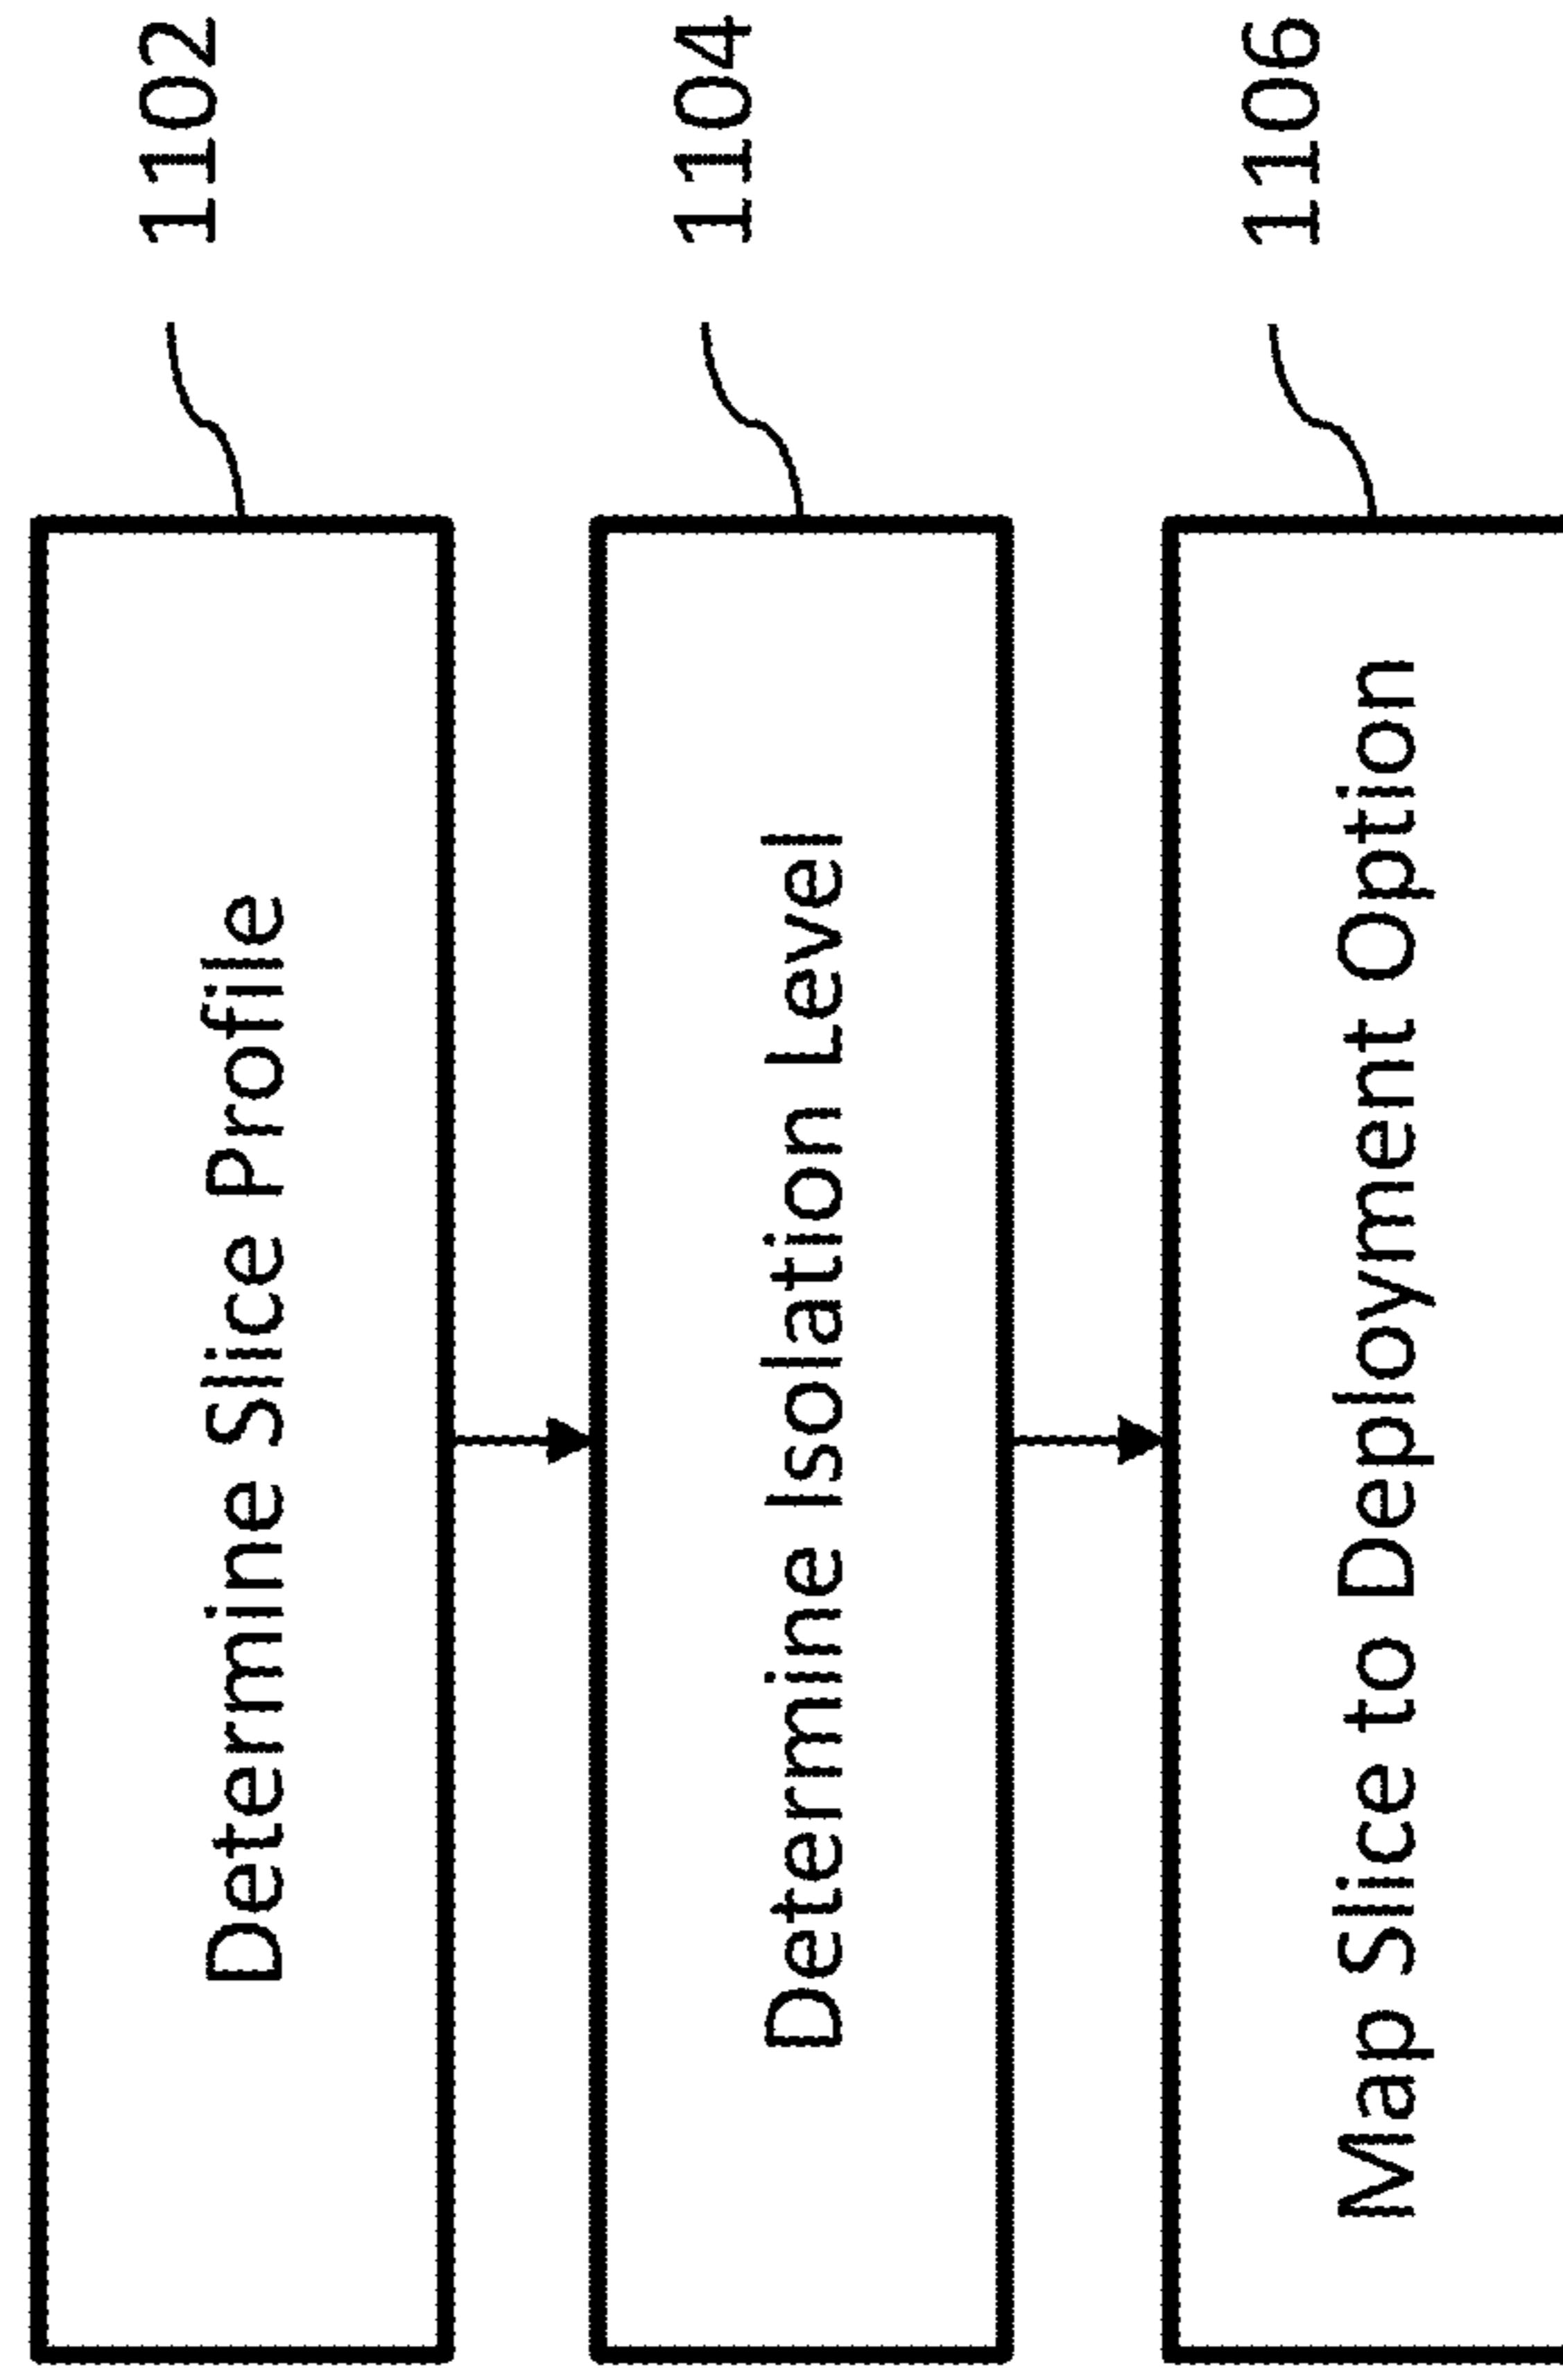 Determine Slice Profile
1102
Determine Isolation Level
1104
Map Slice to Deployment Option
1106